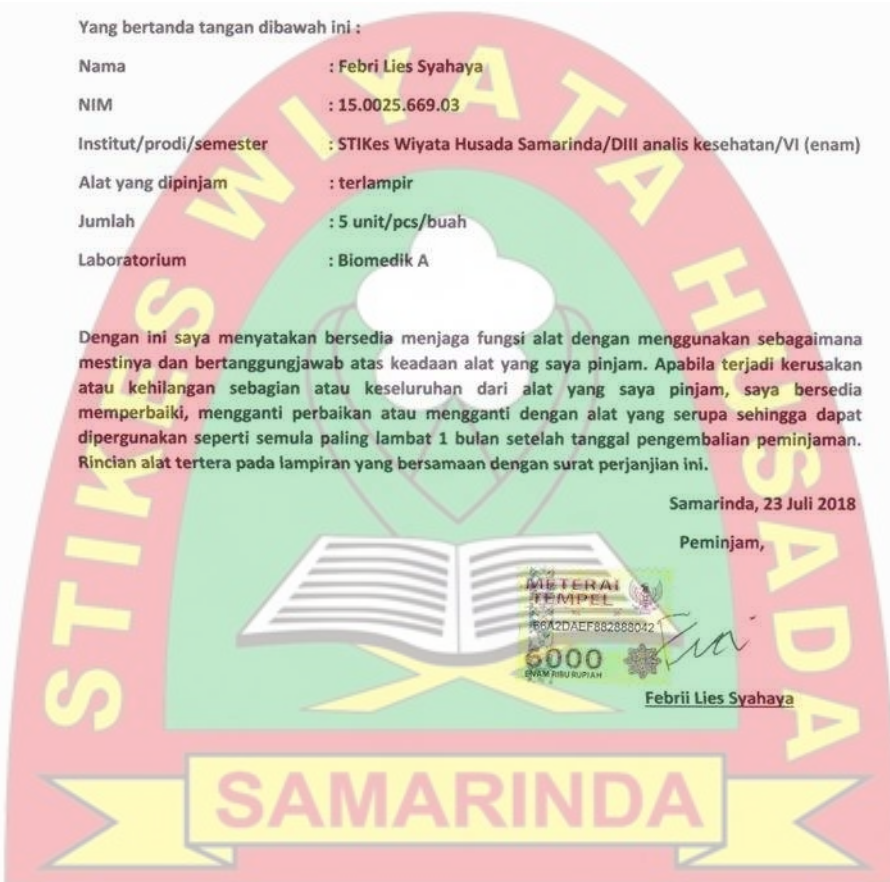 Yang bertanda tangan dibawah ini :
Nama : Febri Lies Syahaya
NIM : 15.0025.669.03
Institut/prodi/semester : STIKes Wiyata Husada Samarinda/DIII analis kesehatan/VI (enam)
Alat yang dipinjam : terlampir
Jumlah : 5 unit/pcs/buah
Laboratorium : Biomedik A
Dengan ini saya menyatakan bersedia menjaga fungsi alat dengan menggunakan sebagaimana
mestinya dan bertanggungjawab atas keadaan alat yang saya pinjam. Apabila terjadi kerusakan
atau kehilangan sebagian atau keseluruhan dari alat yang saya pinjam, saya bersedia
memperbaiki, mengganti perbaikan atau mengganti dengan alat yang serupa sehingga dapat
dipergunakan seperti semula paling lambat 1 bulan setelah tanggal pengembalian peminjaman.
Rincian alat tertera pada lampiran yang bersamaan dengan surat perjanjian ini.
Samarinda, 23 Juli 2018
Peminjam,
METERAI
TEMPEL
6000
ENAM RIBU RUPIAH
Febrii Lies Syahaya
STIKES WIYATA HUSADA
SAMARINDA